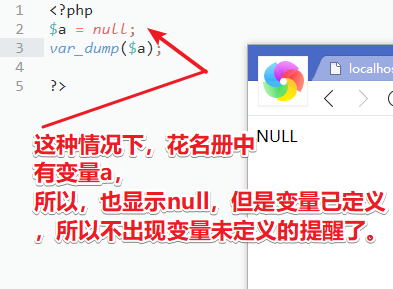 1 <?php
2 $a = null;
3 var_dump($a);
4
5 ?>
localhos
NULL
这种情况下，花名册中
有变量a，
所以，也显示null，但是变量已定义
，所以不出现变量未定义的提醒了。